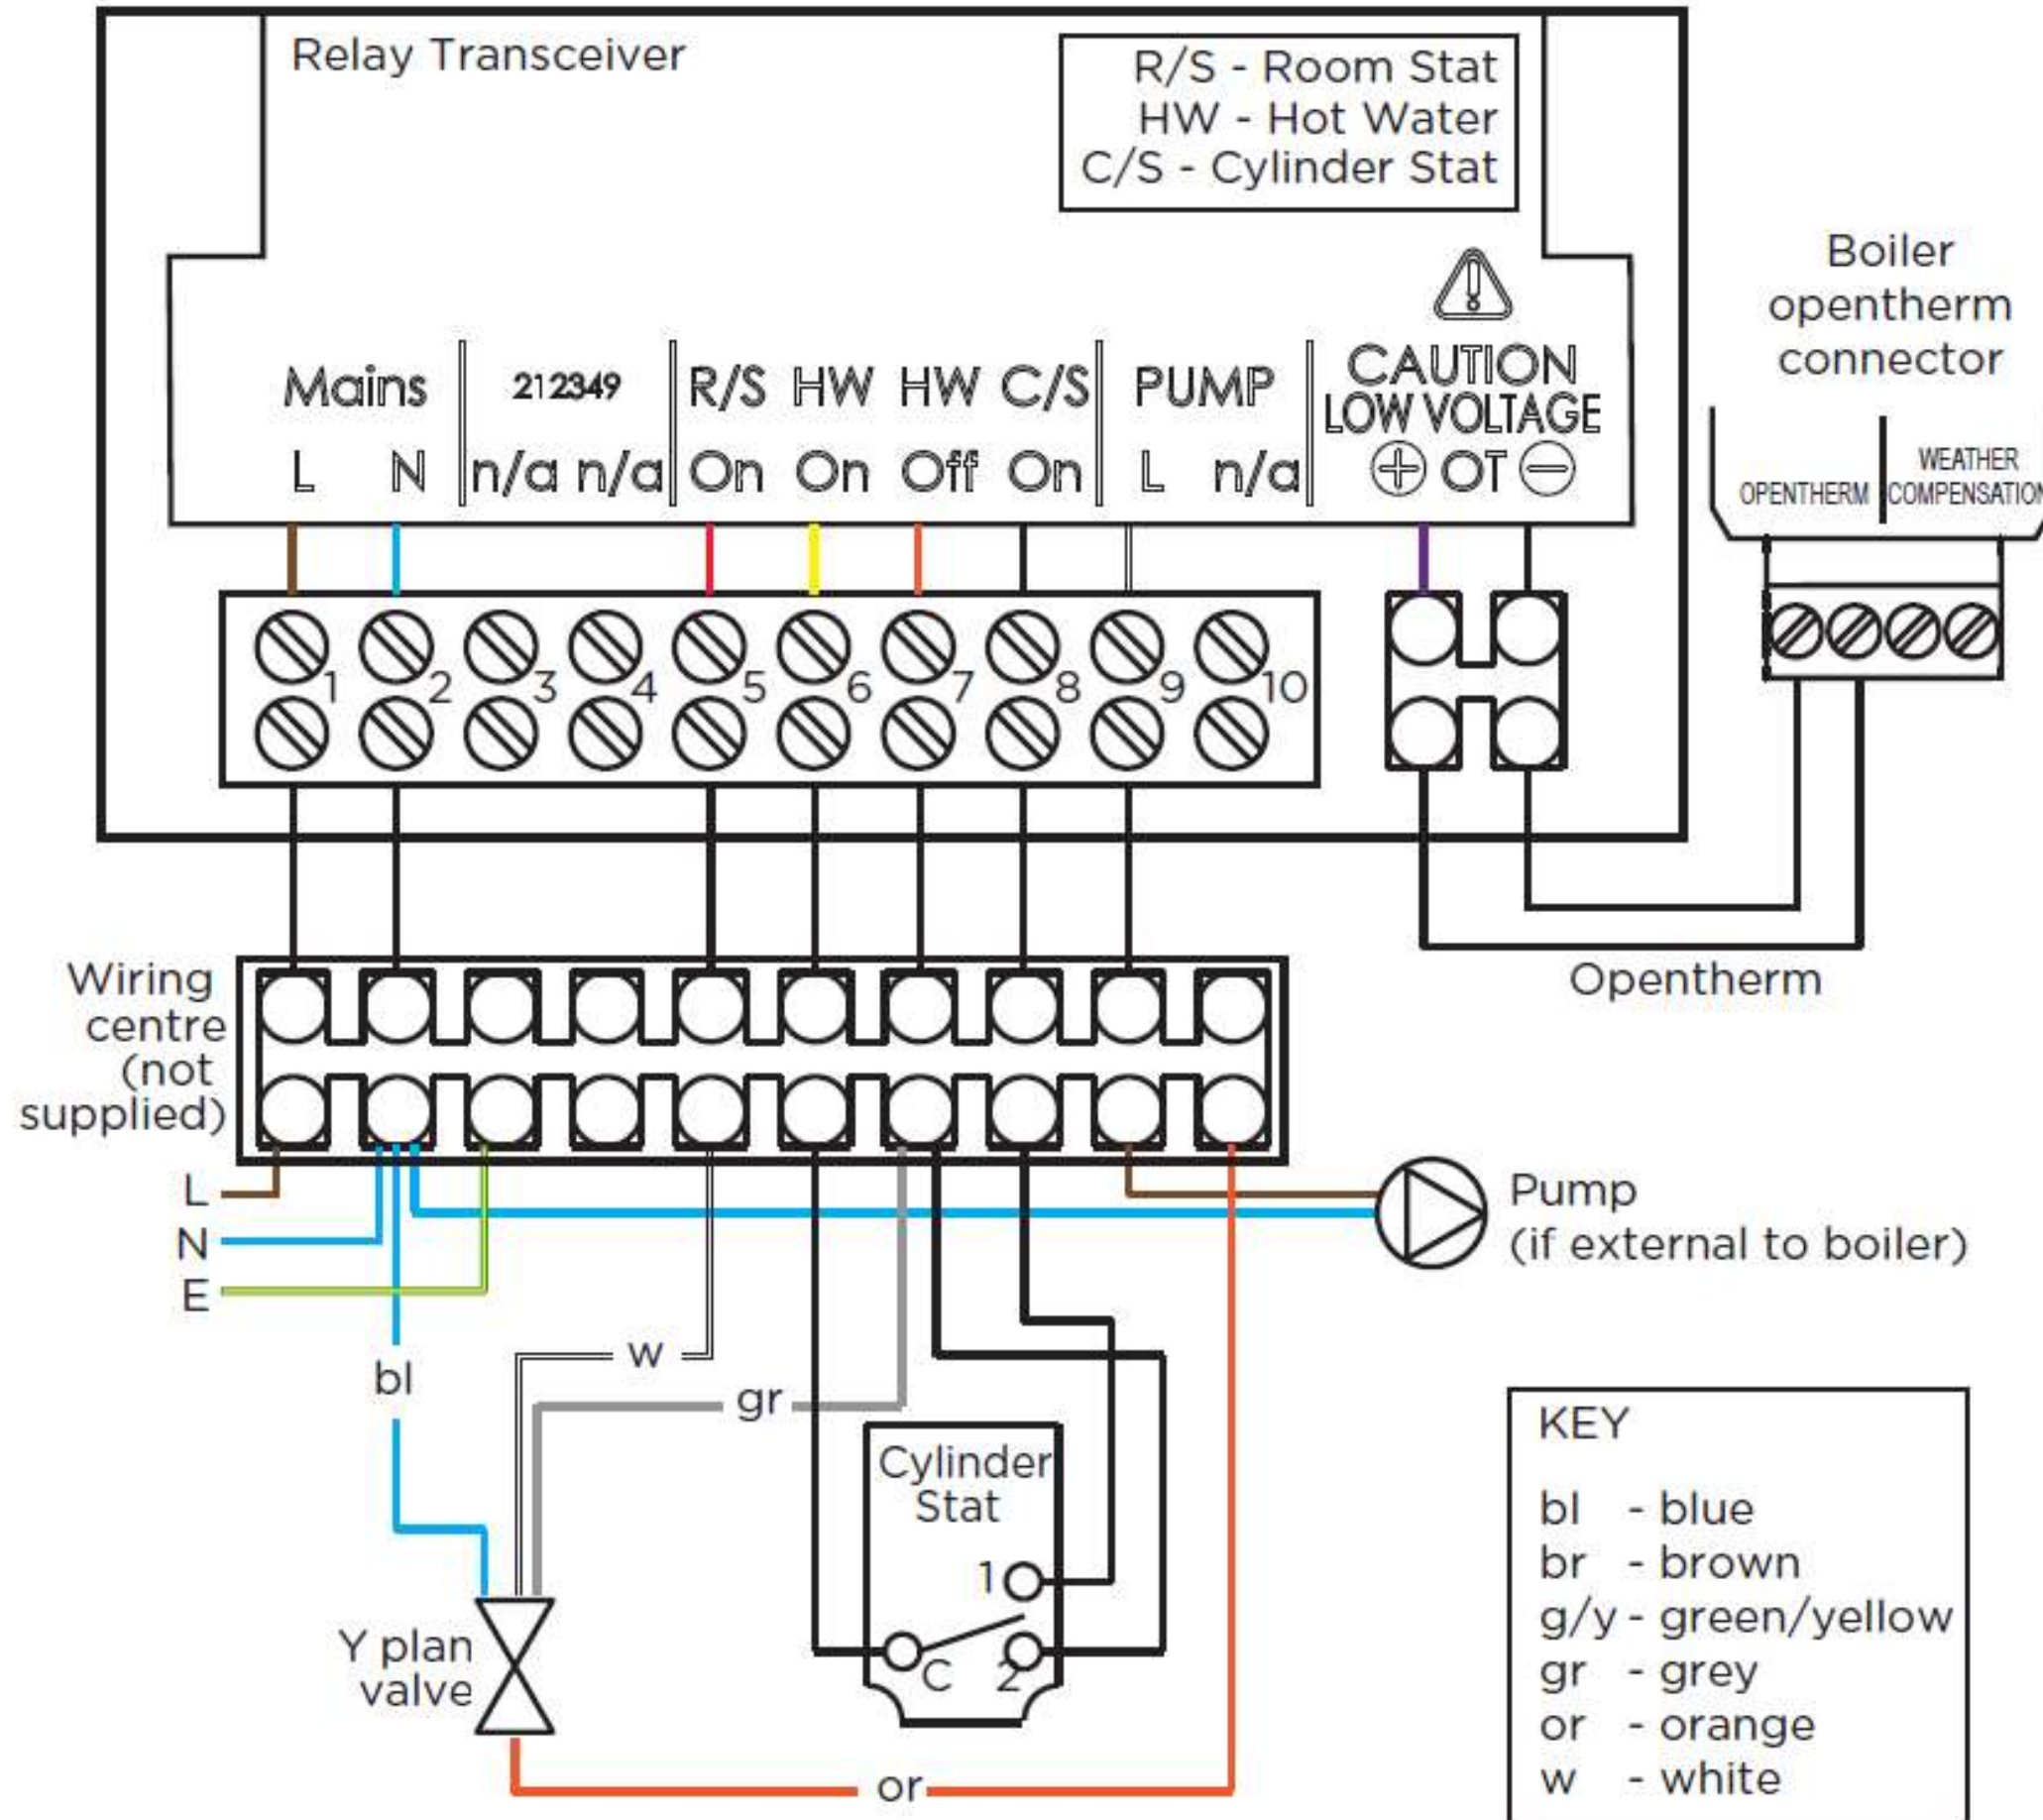 Relay Transceiver
R/S - Room Stat
HW - Hot Water
C/S - Cylinder Stat
Boiler
opentherm
connector
Mains
212349
R/S HW HW C/S
PUMP
CAUTION
LOW VOLTAGE
L N n/a n/a On On Off On L n/a + OT −
OPENTHERM
WEATHER
COMPENSATION
1 2 3 4 5 6 7 8 9 10
Opentherm
Wiring
centre
(not
supplied)
L
N
E
Pump
(if external to boiler)
bl
w
gr
Cylinder
Stat
1
C 2
Y plan
valve
or
KEY
bl - blue
br - brown
g/y - green/yellow
gr - grey
or - orange
w - white